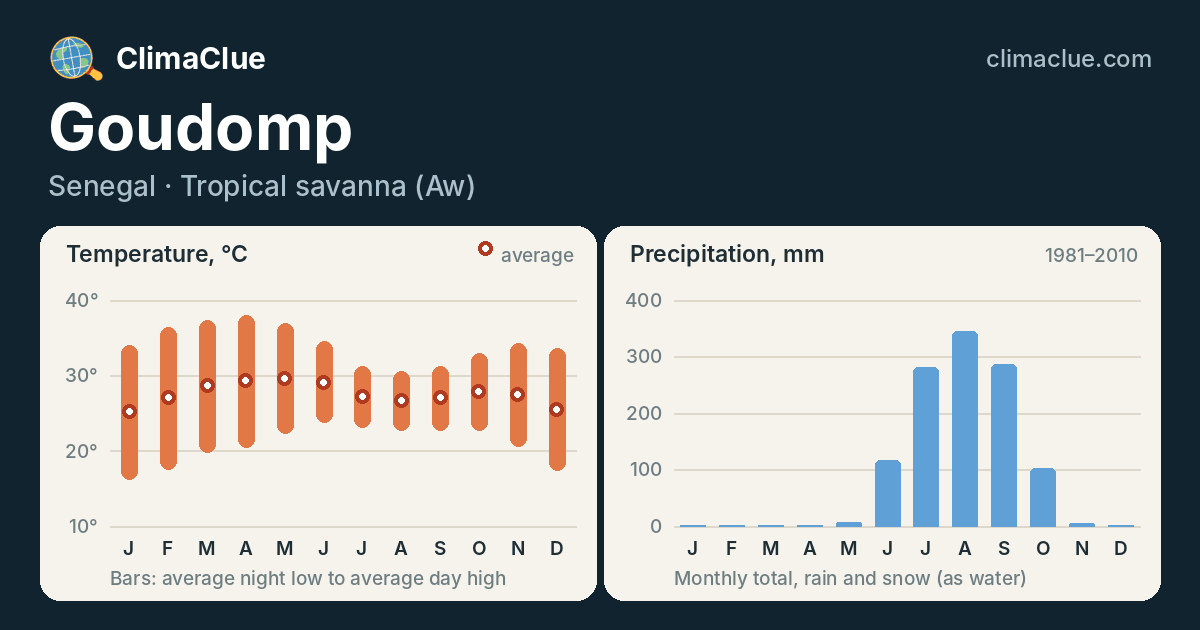 ClimaClue
climaclue.com
Goudomp
Senegal · Tropical savanna (Aw)
Temperature, °C
average
40°
30°
20°
10°
J F M A M J J A S O N D
Bars: average night low to average day high
Precipitation, mm
1981–2010
400
300
200
100
0
J F M A M J J A S O N D
Monthly total, rain and snow (as water)